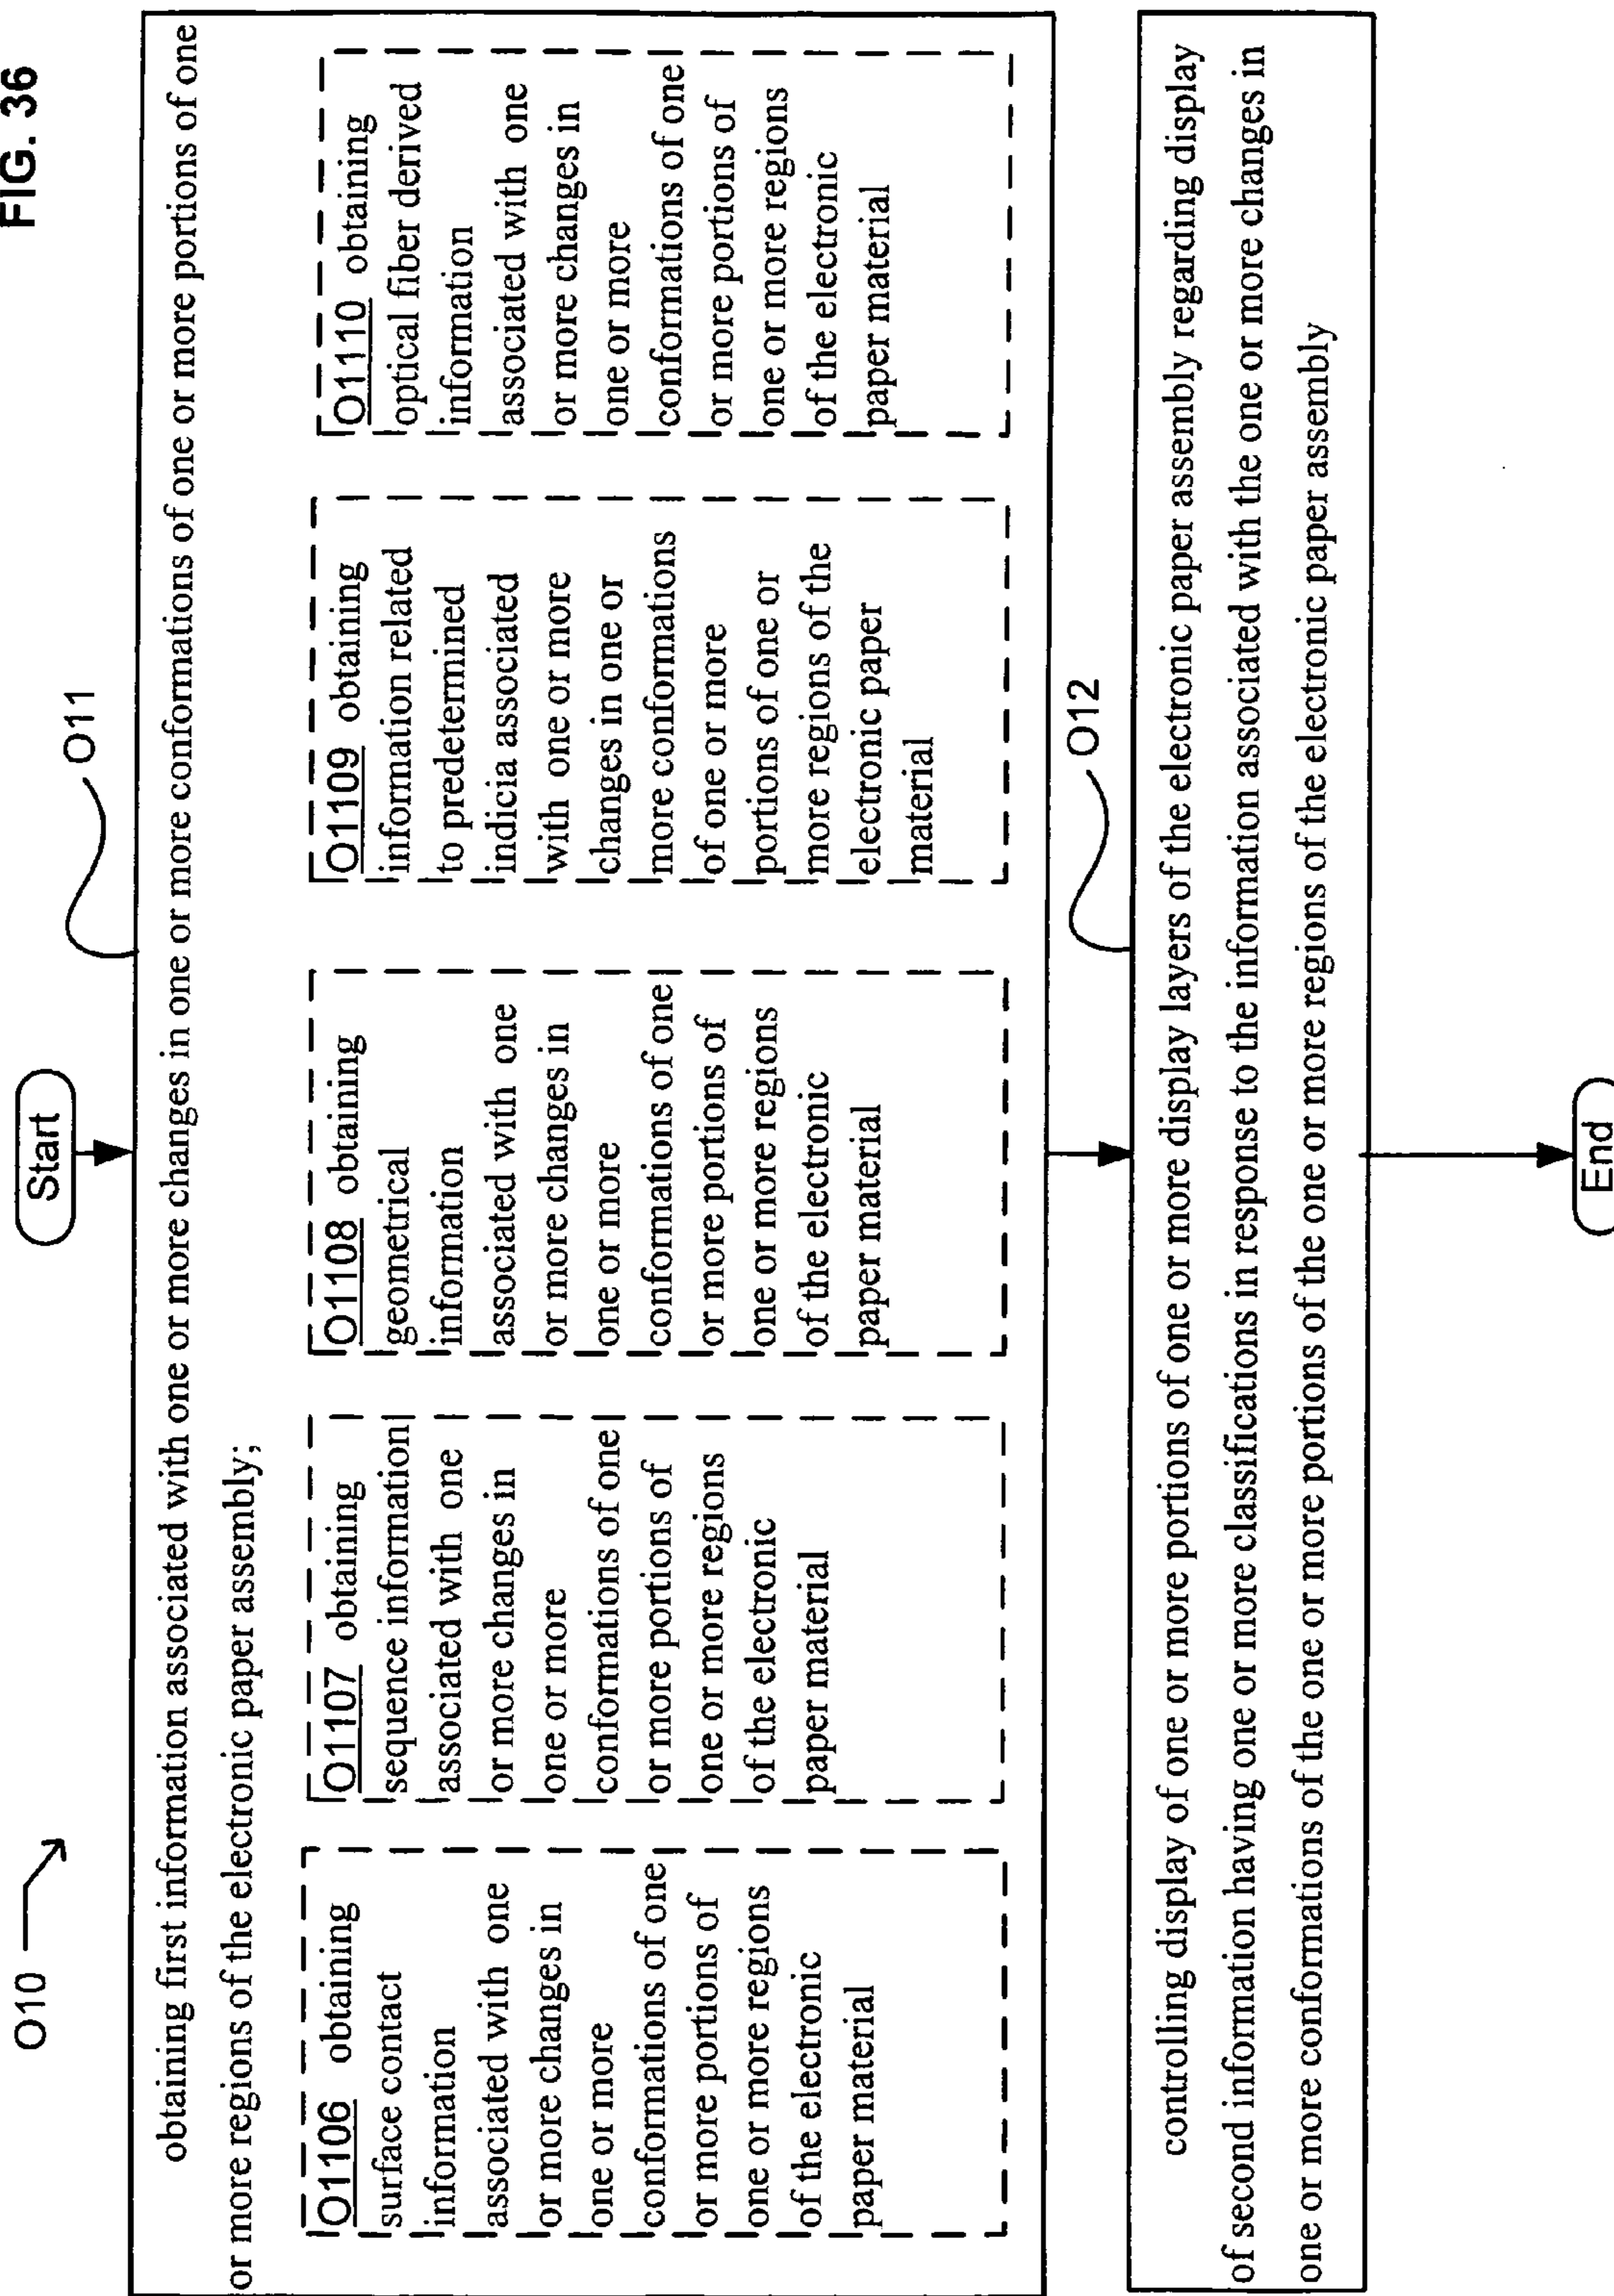 FIG. 36
O10
Start
O11
obtaining first information associated with one or more changes in one or more conformations of one or more portions of one
or more regions of the electronic paper assembly;
O1106 obtaining
surface contact
information
associated with one
or more changes in
one or more
conformations of one
or more portions of
one or more regions
of the electronic
paper material
O1107 obtaining
sequence information
associated with one
or more changes in
one or more
conformations of one
or more portions of
one or more regions
of the electronic
paper material
O1108 obtaining
geometrical
information
associated with one
or more changes in
one or more
conformations of one
or more portions of
one or more regions
of the electronic
paper material
O1109 obtaining
information related
to predetermined
indicia associated
with one or more
changes in one or
more conformations
of one or more
portions of one or
more regions of the
electronic paper
material
O1110 obtaining
optical fiber derived
information
associated with one
or more changes in
one or more
conformations of one
or more portions of
one or more regions
of the electronic
paper material
O12
controlling display of one or more portions of one or more display layers of the electronic paper assembly regarding display
of second information having one or more classifications in response to the information associated with the one or more changes in
one or more conformations of the one or more portions of the one or more regions of the electronic paper assembly
End